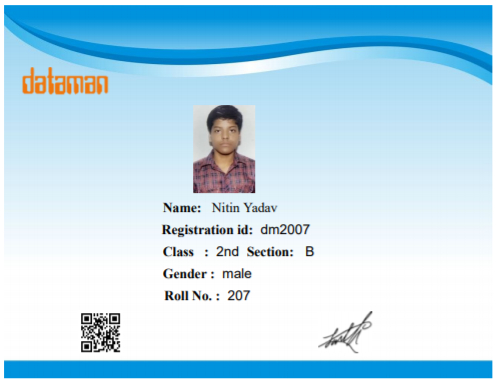 dataman
Name: Nitin Yadav
Registration id: dm2007
Class : 2nd Section: B
Gender : male
Roll No. : 207